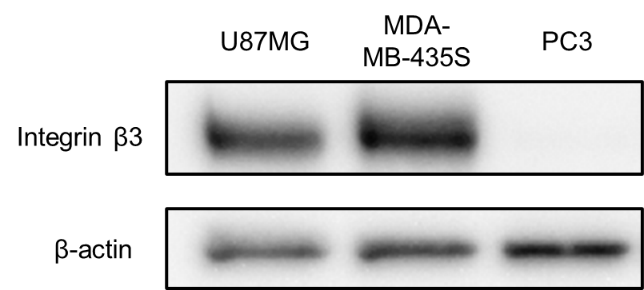 U87MG
MDA-
MB-435S
PC3
Integrin β3
β-actin